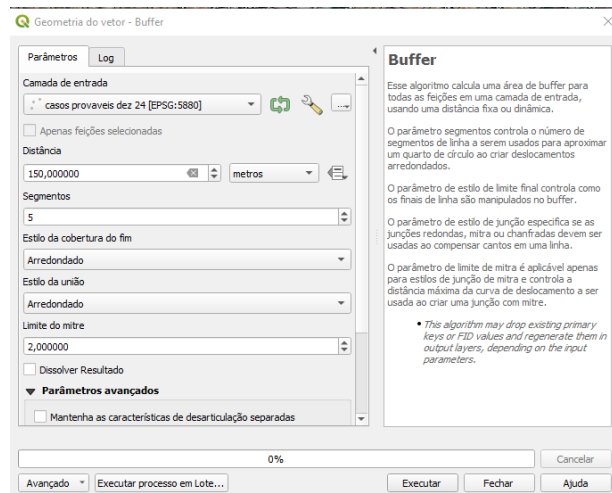 Geometria do vetor - Buffer
Parâmetros
Log
Camada de entrada
casos provaveis dez 24 [EPSG:5880]
...
Apenas feições selecionadas
Distância
150,000000
metros
Segmentos
5
Estilo da cobertura do fim
Arredondado
Estilo da união
Arredondado
Limite do mitre
2,000000
Dissolver Resultado
Parâmetros avançados
Mantenha as características de desarticulação separadas
Buffer
Esse algoritmo calcula uma área de buffer para
todas as feições em uma camada de entrada,
usando uma distância fixa ou dinâmica.
O parâmetro segmentos controla o número de
segmentos de linha a serem usados para aproximar
um quarto de círculo ao criar deslocamentos
arredondados.
O parâmetro de estilo de limite final controla como
os finais de linha são manipulados no buffer.
O parâmetro de estilo de junção especifica se as
junções redondas, mitra ou chanfradas devem ser
usadas ao compensar cantos em uma linha.
O parâmetro de limite de mitra é aplicável apenas
para estilos de junção de mitra e controla a
distância máxima da curva de deslocamento a ser
usada ao criar uma junção com mitre.
• This algorithm may drop existing primary
keys or FID values and regenerate them in
output layers, depending on the input
parameters.
0%
Cancelar
Avançado
Executar processo em Lote...
Executar
Fechar
Ajuda